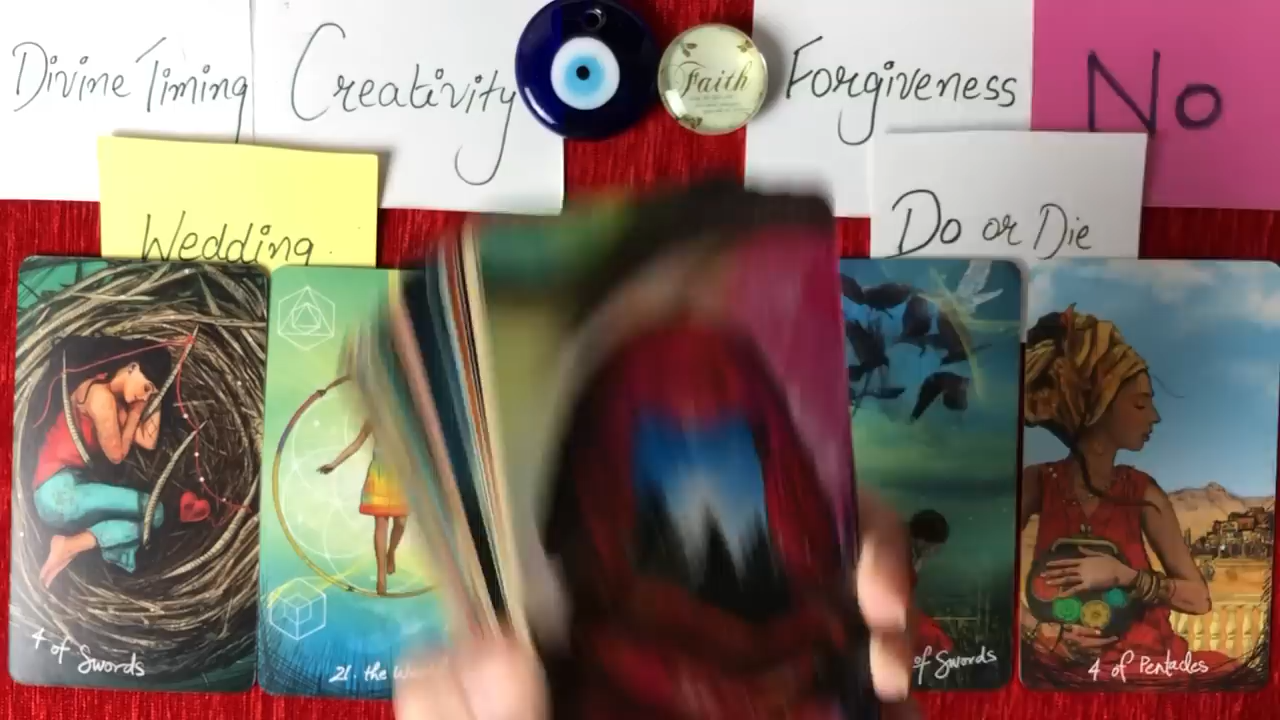 Divine Timing
Creativity
Faith
Forgiveness
No
Wedding
Do or Die
4 of Swords
21. the
of Swords
4 of Pentacles